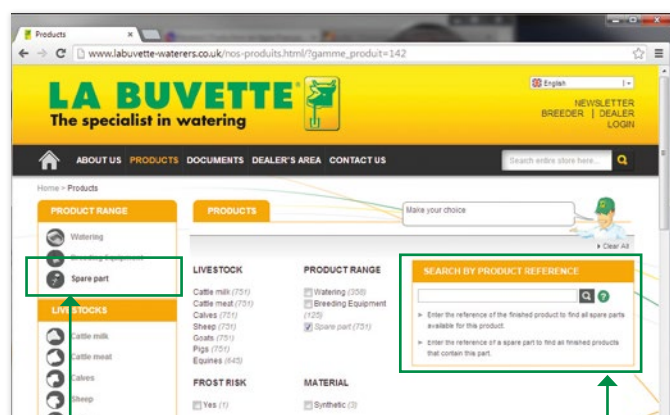 Products
www.labuvette-waterers.co.uk/nos-produits.html/?gamme_produit=142
LA BUVETTE
The specialist in watering
English
NEWSLETTER
BREEDER | DEALER
LOGIN
ABOUT US PRODUCTS DOCUMENTS DEALER'S AREA CONTACT US
Search entire store here...
Home > Products
PRODUCT RANGE
Watering
Breeding Equipment
Spare part
LIVESTOCKS
Cattle milk
Cattle meat
Calves
Sheep
PRODUCTS
Make your choice
Clear All
LIVESTOCK
Cattle milk (751)
Cattle meat (751)
Calves (751)
Sheep (751)
Goats (751)
Pigs (751)
Equines (645)
FROST RISK
Yes (1)
PRODUCT RANGE
Watering (358)
Breeding Equipment
(125)
Spare part (751)
MATERIAL
Synthetic (3)
SEARCH BY PRODUCT REFERENCE
Enter the reference of the finished product to find all spare parts
available for this product.
Enter the reference of a spare part to find all finished products
that contain this part.